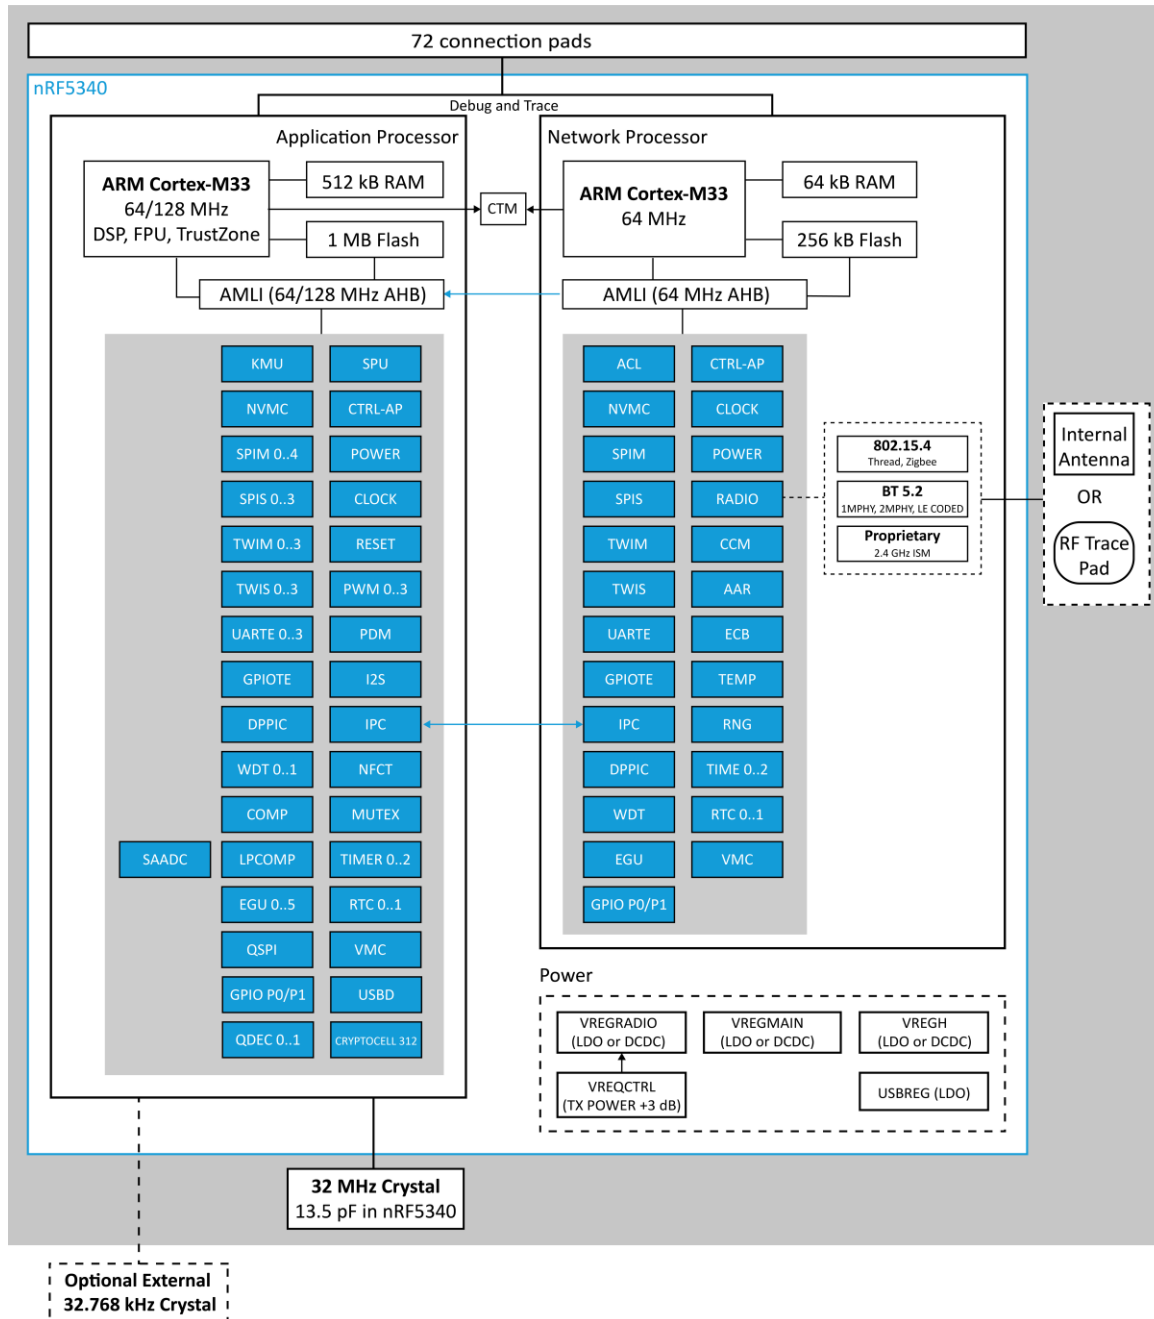 72 connection pads
nRF5340
Debug and Trace
Application Processor
ARM Cortex-M33
64/128 MHz
DSP, FPU, TrustZone
512 kB RAM
1 MB Flash
AMLI (64/128 MHz AHB)
CTM
KMU
SPU
NVMC
CTRL-AP
SPIM 0..4
POWER
SPIS 0..3
CLOCK
TWIM 0..3
RESET
TWIS 0..3
PWM 0..3
UARTE 0..3
PDM
GPIOTE
I2S
DPPIC
IPC
WDT 0..1
NFCT
COMP
MUTEX
SAADC
LPCOMP
TIMER 0..2
EGU 0..5
RTC 0..1
QSPI
VMC
GPIO P0/P1
USBD
QDEC 0..1
CRYPTOCELL 312
Network Processor
ARM Cortex-M33
64 MHz
64 kB RAM
256 kB Flash
AMLI (64 MHz AHB)
ACL
CTRL-AP
NVMC
CLOCK
SPIM
POWER
SPIS
RADIO
TWIM
CCM
TWIS
AAR
UARTE
ECB
GPIOTE
TEMP
IPC
RNG
DPPIC
TIME 0..2
WDT
RTC 0..1
EGU
VMC
GPIO P0/P1
802.15.4
Thread, Zigbee
BT 5.2
1MPHY, 2MPHY, LE CODED
Proprietary
2.4 GHz ISM
Internal
Antenna
OR
RF Trace
Pad
Power
VREGRADIO
(LDO or DCDC)
VREGMAIN
(LDO or DCDC)
VREGH
(LDO or DCDC)
VREQCTRL
(TX POWER +3 dB)
USBREG (LDO)
32 MHz Crystal
13.5 pF in nRF5340
Optional External
32.768 kHz Crystal